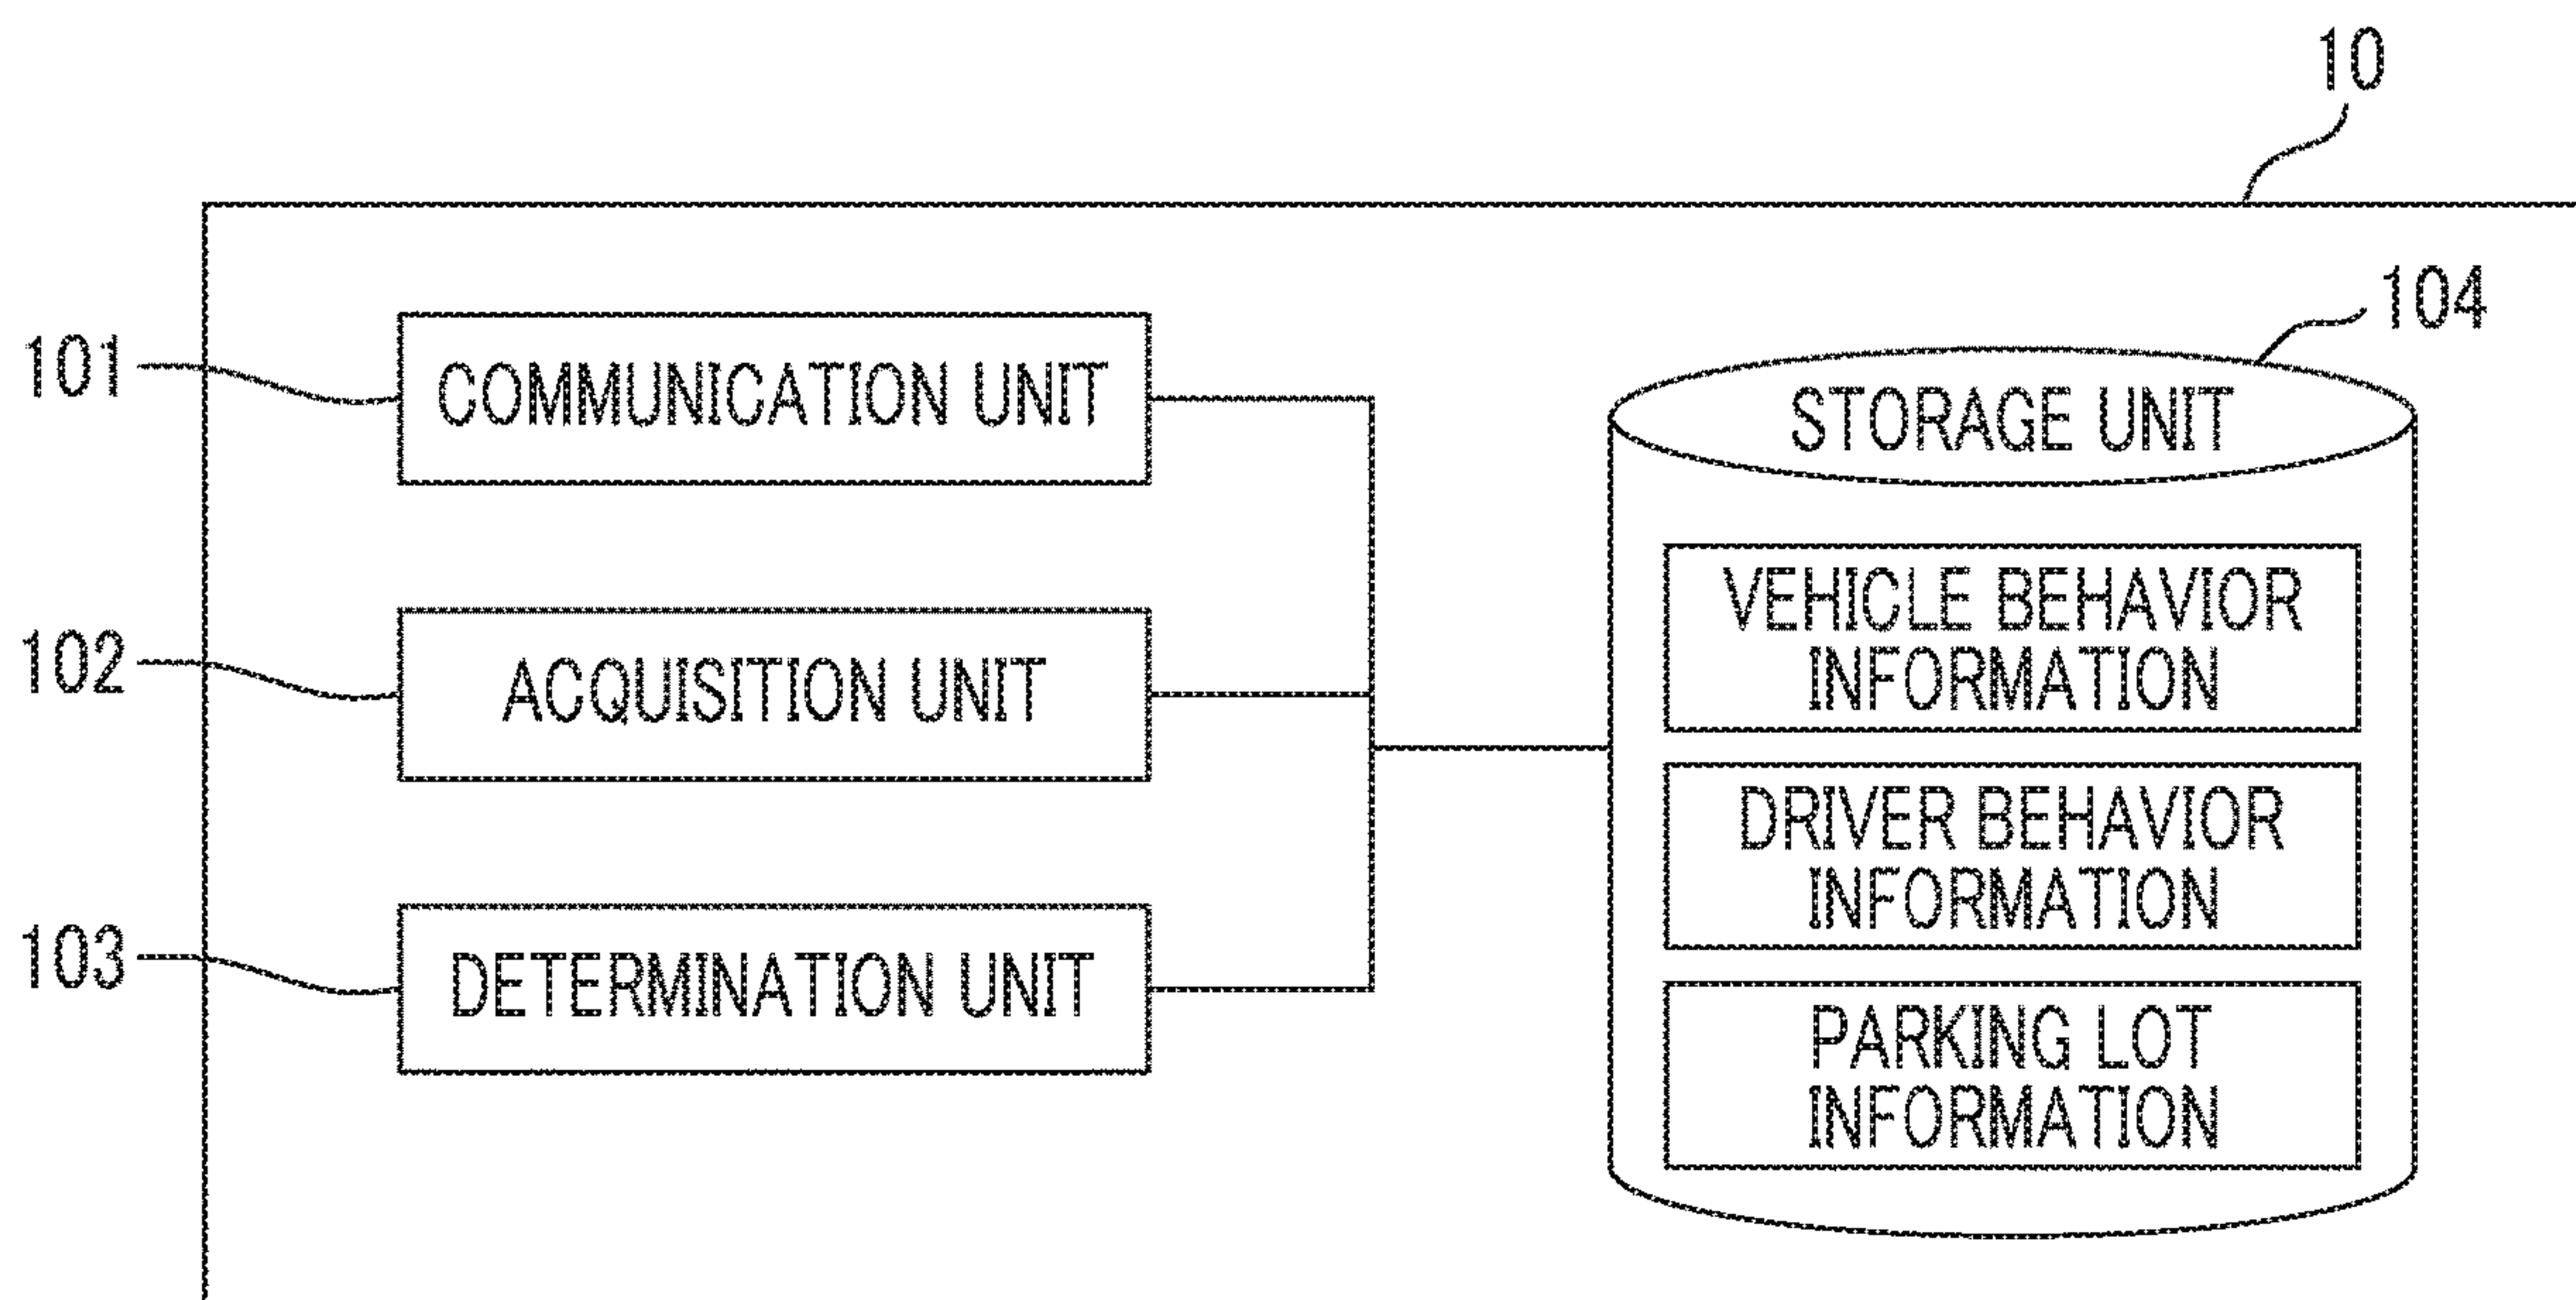 10
104
101
COMMUNICATION UNIT
STORAGE UNIT
VEHICLE BEHAVIOR
INFORMATION
102
ACQUISITION UNIT
DRIVER BEHAVIOR
INFORMATION
103
DETERMINATION UNIT
PARKING LOT
INFORMATION